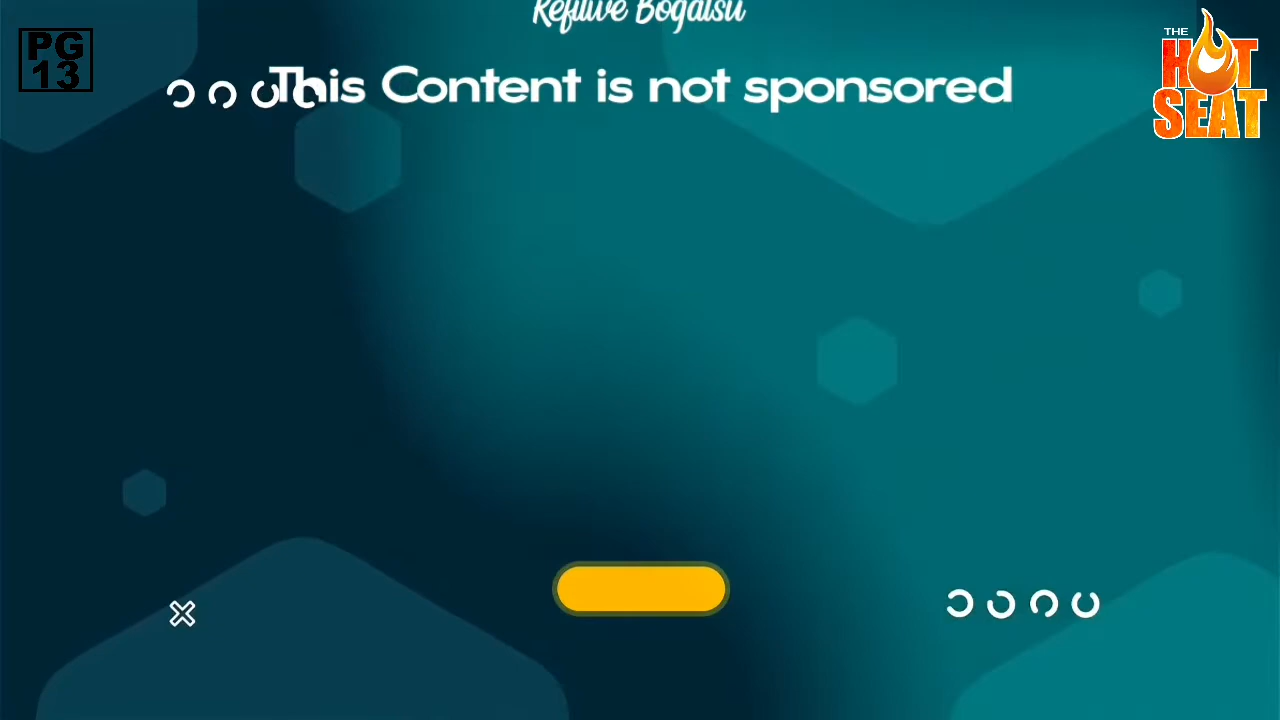 Refilwe Bogatsu
PG
13
This Content is not sponsored
THE
HOT
SEAT